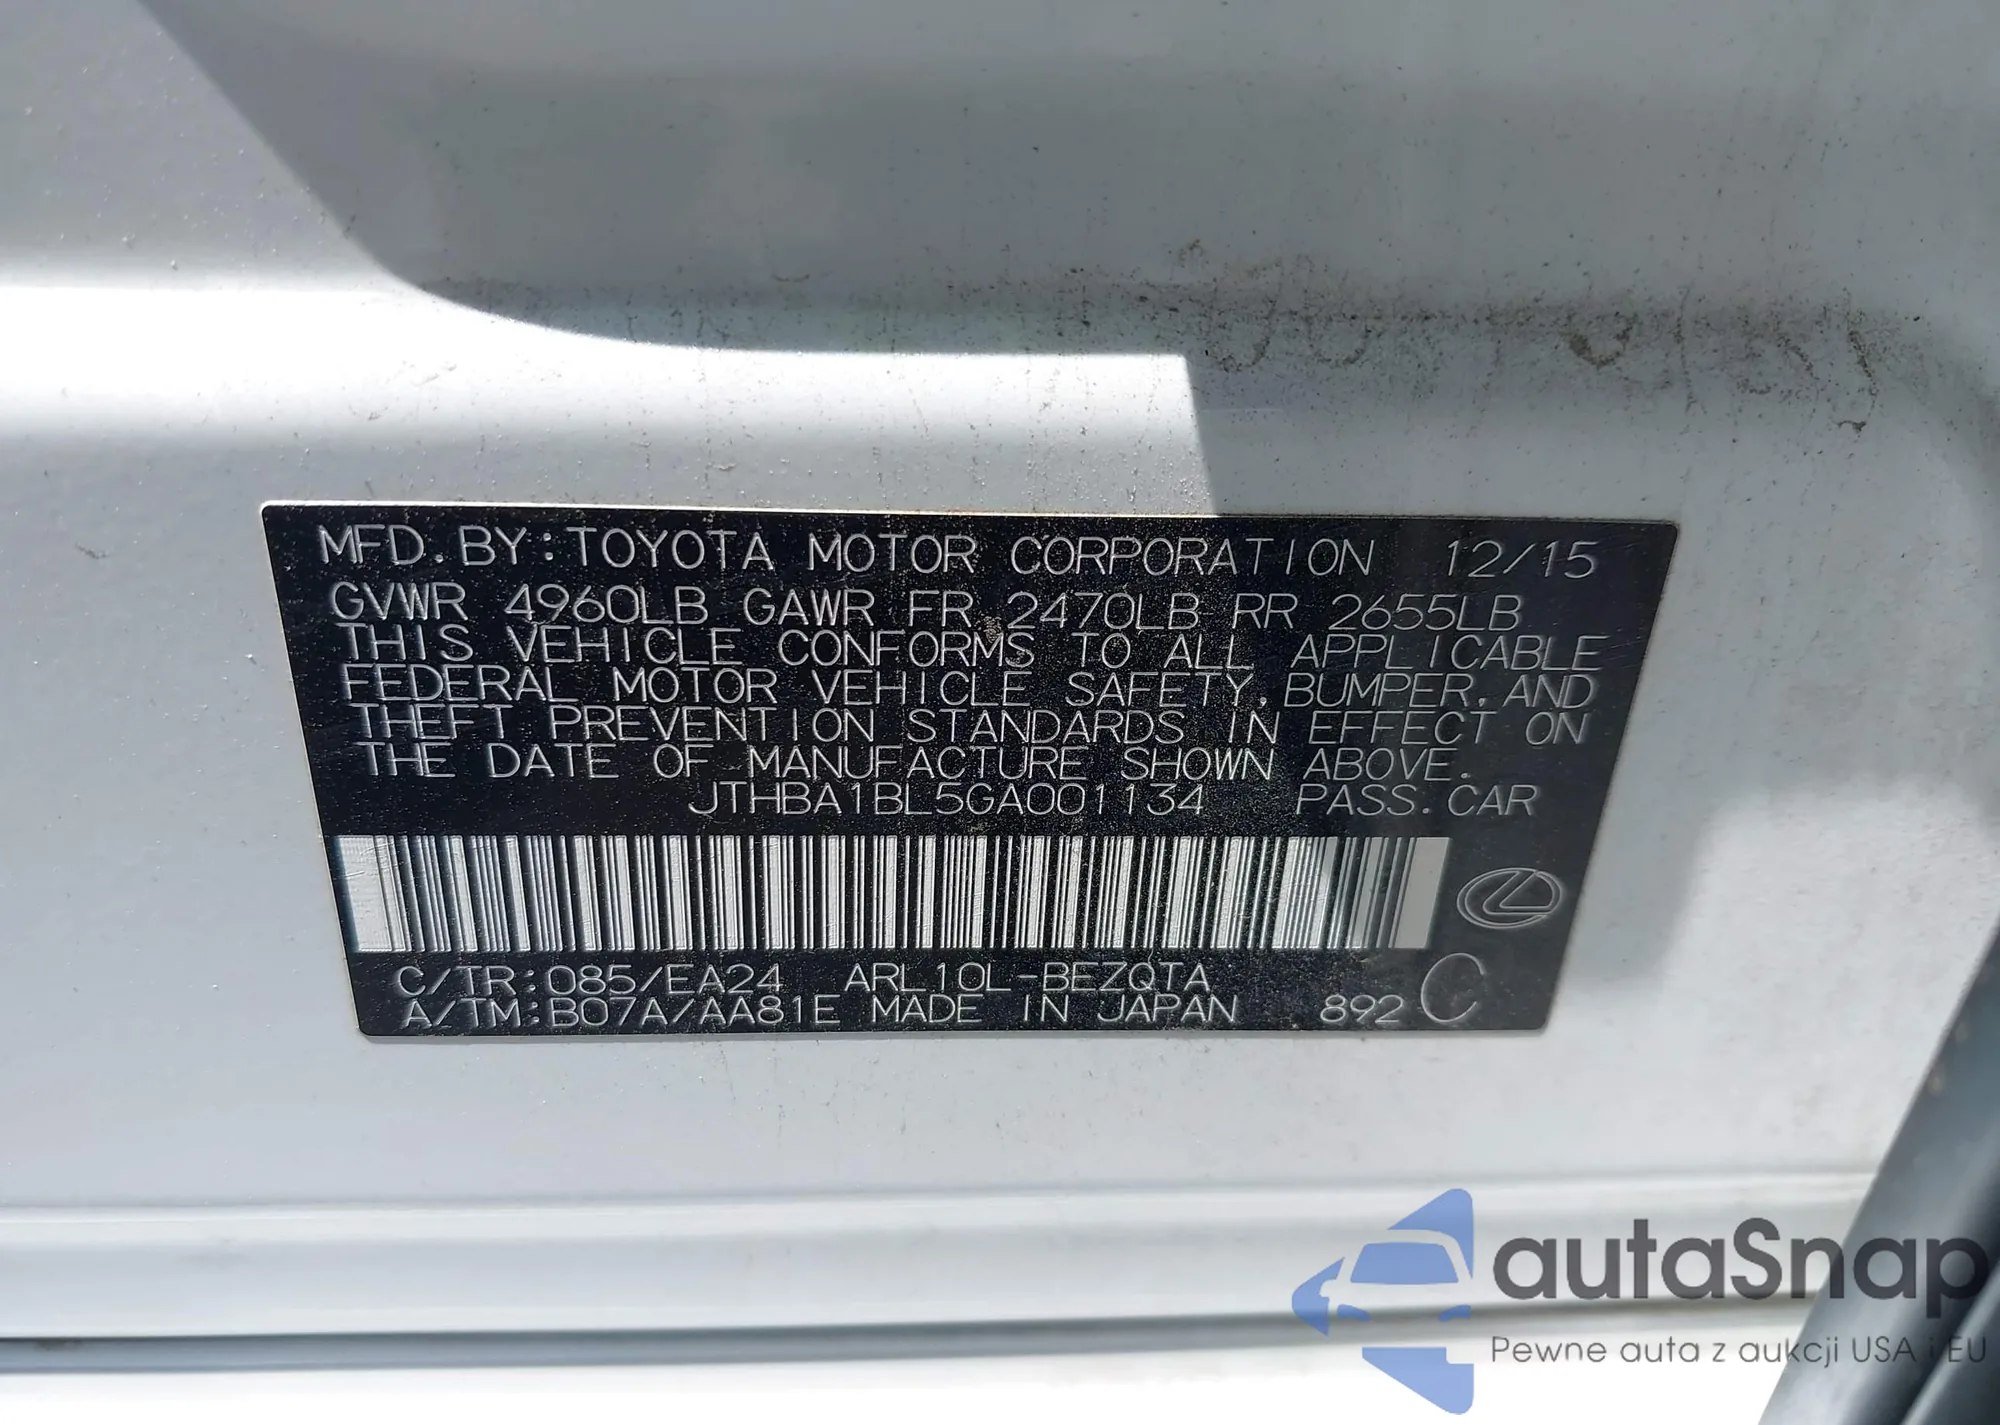 MFD. BY: TOYOTA MOTOR CORPORATION 12/15
GVWR 4960LB GAWR FR 2470LB RR 2655LB
THIS VEHICLE CONFORMS TO ALL APPLICABLE
FEDERAL MOTOR VEHICLE SAFETY, BUMPER, AND
THEFT PREVENTION STANDARDS IN EFFECT ON
THE DATE OF MANUFACTURE SHOWN ABOVE.
JTHBA1BL5GA001134 PASS. CAR
C/TR: 085/EA24 ARL10L-BEZQTA
A/TM: B07A/AA81E MADE IN JAPAN 892 C
autaSnap
Pewne auta z aukcji USA i EU